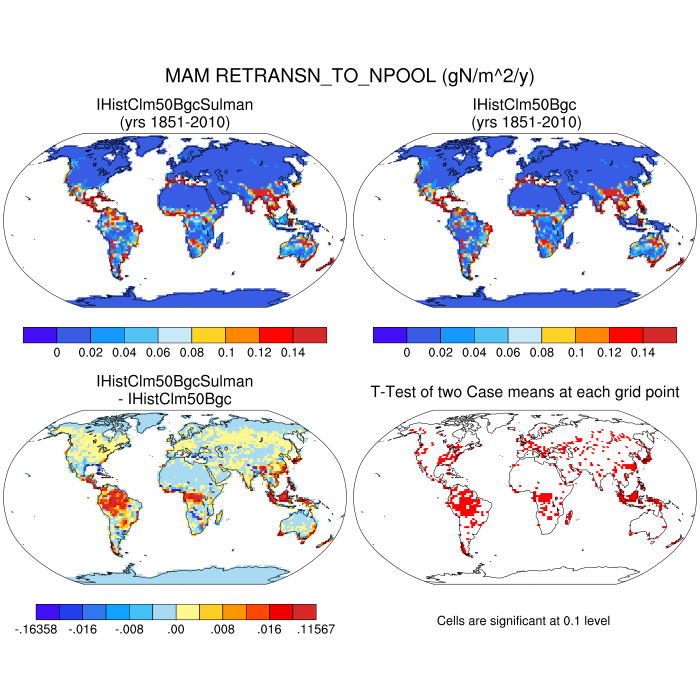 MAM RETRANSN_TO_NPOOL (gN/m^2/y)
IHistClm50BgcSulman
(yrs 1851-2010)
IHistClm50Bgc
(yrs 1851-2010)
0 0.02 0.04 0.06 0.08 0.1 0.12 0.14
0 0.02 0.04 0.06 0.08 0.1 0.12 0.14
IHistClm50BgcSulman
- IHistClm50Bgc
T-Test of two Case means at each grid point
-.16358 -.016 -.008 .00 .008 .016 .11567
Cells are significant at 0.1 level